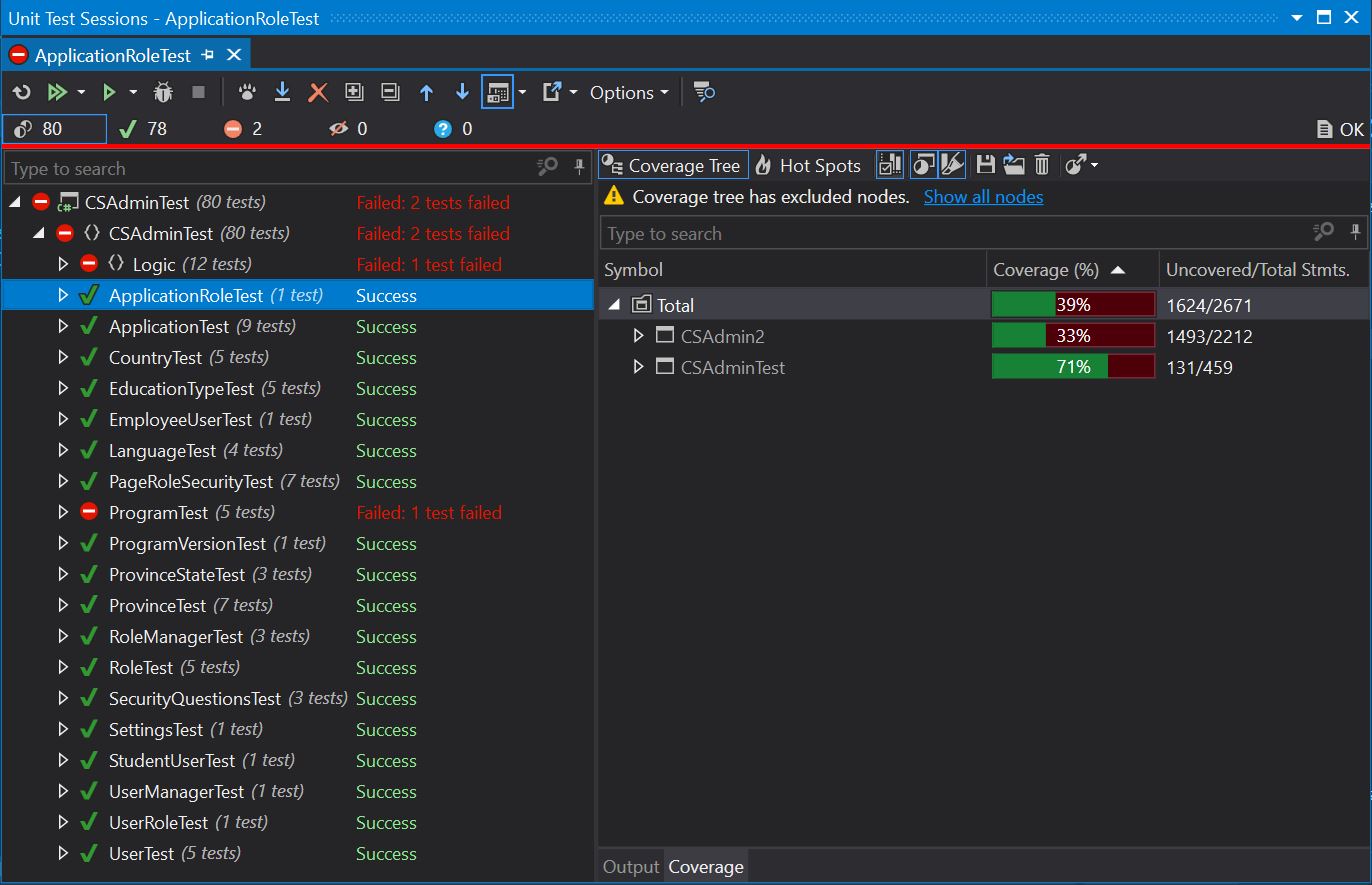 Unit Test Sessions - ApplicationRoleTest
ApplicationRoleTest
Options
80 78 2 0 0 OK
Type to search
CSAdminTest (80 tests) Failed: 2 tests failed
CSAdminTest (80 tests) Failed: 2 tests failed
Logic (12 tests) Failed: 1 test failed
ApplicationRoleTest (1 test) Success
ApplicationTest (9 tests) Success
CountryTest (5 tests) Success
EducationTypeTest (5 tests) Success
EmployeeUserTest (1 test) Success
LanguageTest (4 tests) Success
PageRoleSecurityTest (7 tests) Success
ProgramTest (5 tests) Failed: 1 test failed
ProgramVersionTest (1 test) Success
ProvinceStateTest (3 tests) Success
ProvinceTest (7 tests) Success
RoleManagerTest (3 tests) Success
RoleTest (5 tests) Success
SecurityQuestionsTest (3 tests) Success
SettingsTest (1 test) Success
StudentUserTest (1 test) Success
UserManagerTest (1 test) Success
UserRoleTest (1 test) Success
UserTest (5 tests) Success
Coverage Tree Hot Spots
Coverage tree has excluded nodes. Show all nodes
Type to search
Symbol Coverage (%) Uncovered/Total Stmts.
Total 39% 1624/2671
CSAdmin2 33% 1493/2212
CSAdminTest 71% 131/459
Output Coverage